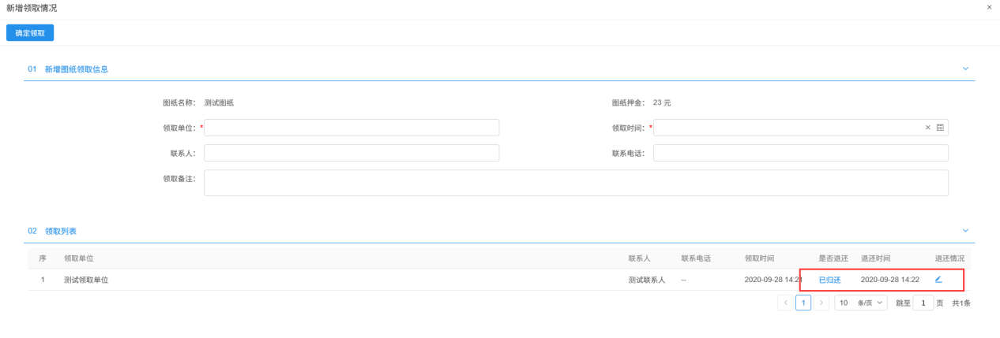 新增领取情况 ×
确定领取
01 新增图纸领取信息
图纸名称： 测试图纸 图纸押金： 23 元
领取单位：* 领取时间：*
联系人： 联系电话：
领取备注：
02 领取列表
序 领取单位 联系人 联系电话 领取时间 是否退还 退还时间 退还情况
1 测试领取单位 测试联系人 -- 2020-09-28 14:21 已归还 2020-09-28 14:22
< 1 > 10 条/页 跳至 1 页 共1条